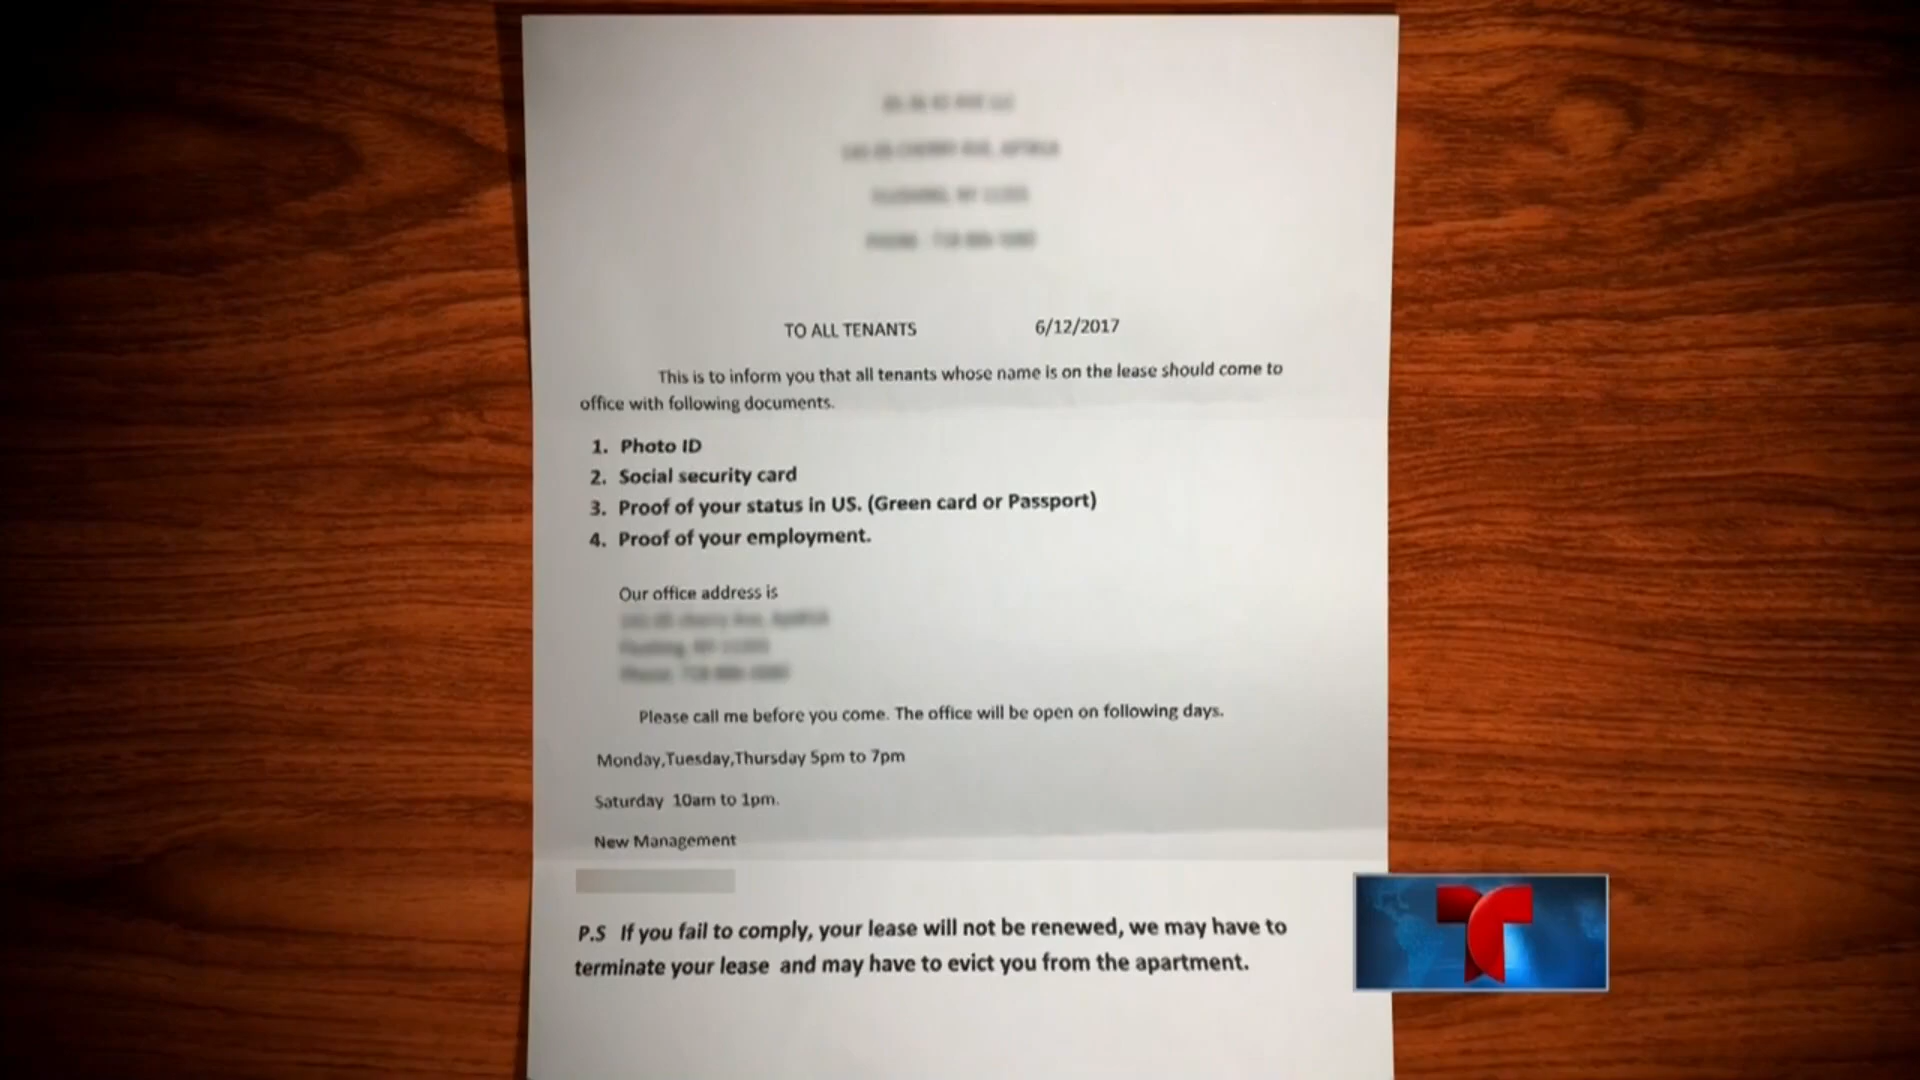 TO ALL TENANTS 6/12/2017
This is to inform you that all tenants whose name is on the lease should come to
office with following documents.
1. Photo ID
2. Social security card
3. Proof of your status in US. (Green card or Passport)
4. Proof of your employment.
Our office address is
Please call me before you come. The office will be open on following days.
Monday,Tuesday,Thursday 5pm to 7pm
Saturday 10am to 1pm.
New Management
P.S If you fail to comply, your lease will not be renewed, we may have to
terminate your lease and may have to evict you from the apartment.